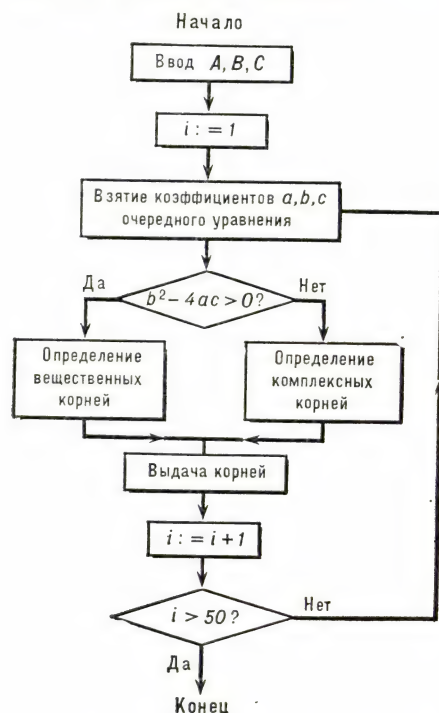 Начало
Ввод A, B, C
i : = 1
Взятие коэффициентов a, b, c
очередного уравнения
Да
b² − 4ac > 0?
Нет
Определение
вещественных
корней
Определение
комплексных
корней
Выдача корней
i : = i + 1
i > 50?
Нет
Да
Конец